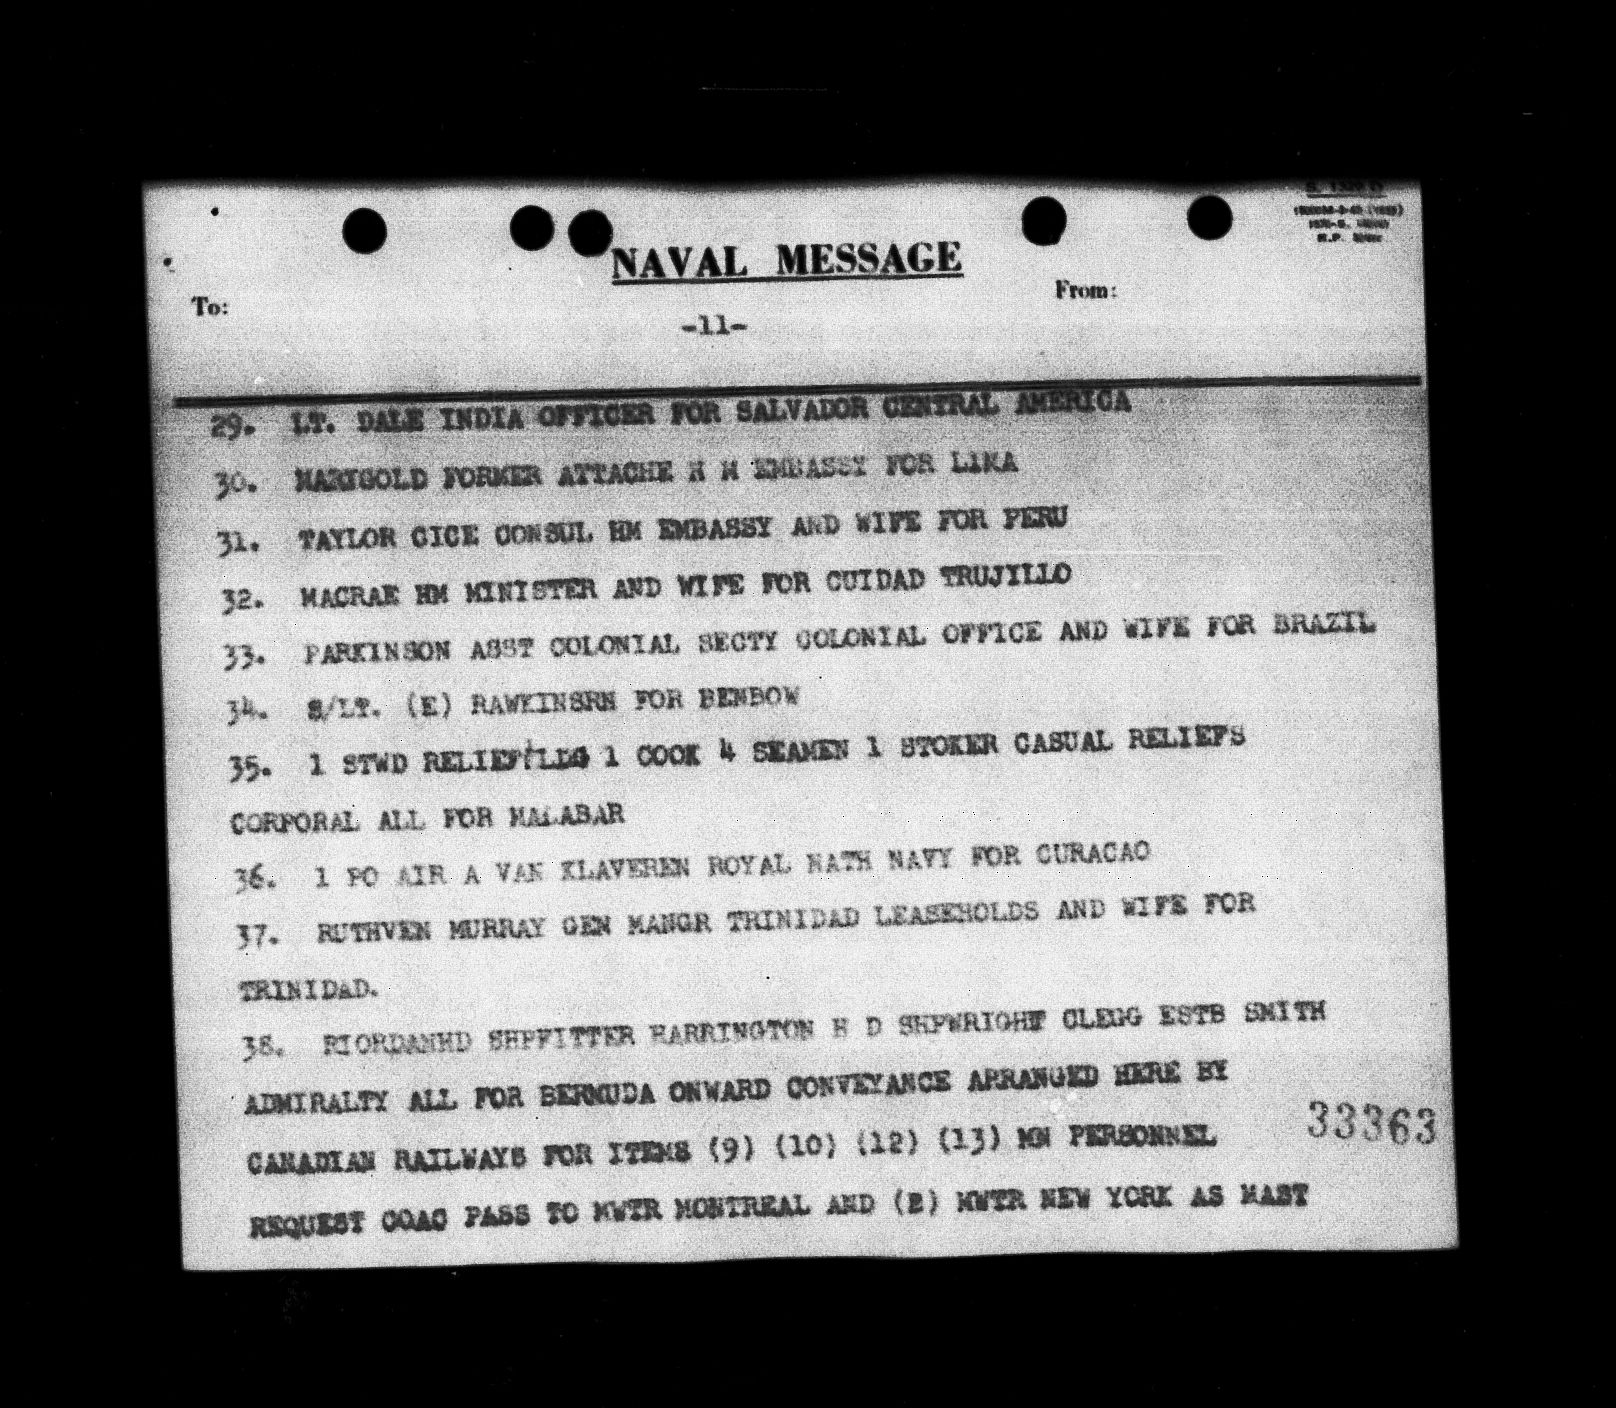 NAVAL MESSAGE
To:
From:
-11-
29. LT. DALE INDIA OFFICER FOR SALVADOR CENTRAL AMERICA
30. MARIGOLD FORMER ATTACHE H M EMBASSY FOR LIMA
31. TAYLOR CICE CONSUL HM EMBASSY AND WIFE FOR PERU
32. MACRAE HM MINISTER AND WIFE FOR CUIDAD TRUJILLO
33. PARKINSON ASST COLONIAL SECTY COLONIAL OFFICE AND WIFE FOR BRAZIL
34. S/LT. (E) RAWKINSRN FOR BENBOW
35. 1 STWD RELIEF LDG 1 COOK 4 SEAMEN 1 STOKER CASUAL RELIEFS
CORPORAL ALL FOR MALABAR
36. 1 PO AIR A VAN KLAVEREN ROYAL NATH NAVY FOR CURACAO
37. RUTHVEN MURRAY GEN MANGR TRINIDAD LEASEHOLDS AND WIFE FOR
TRINIDAD.
38. RIORDANHD SHPFITTER HARRINGTON H D SHPWRIGHT CLEGG ESTB SMITH
ADMIRALTY ALL FOR BERMUDA ONWARD CONVEYANCE ARRANGED HERE BY
CANADIAN RAILWAYS FOR ITEMS (9) (10) (12) (13) MN PERSONNEL
33363
REQUEST COAC PASS TO MWTR MONTREAL AND MWTR NEW YORK AS MAST